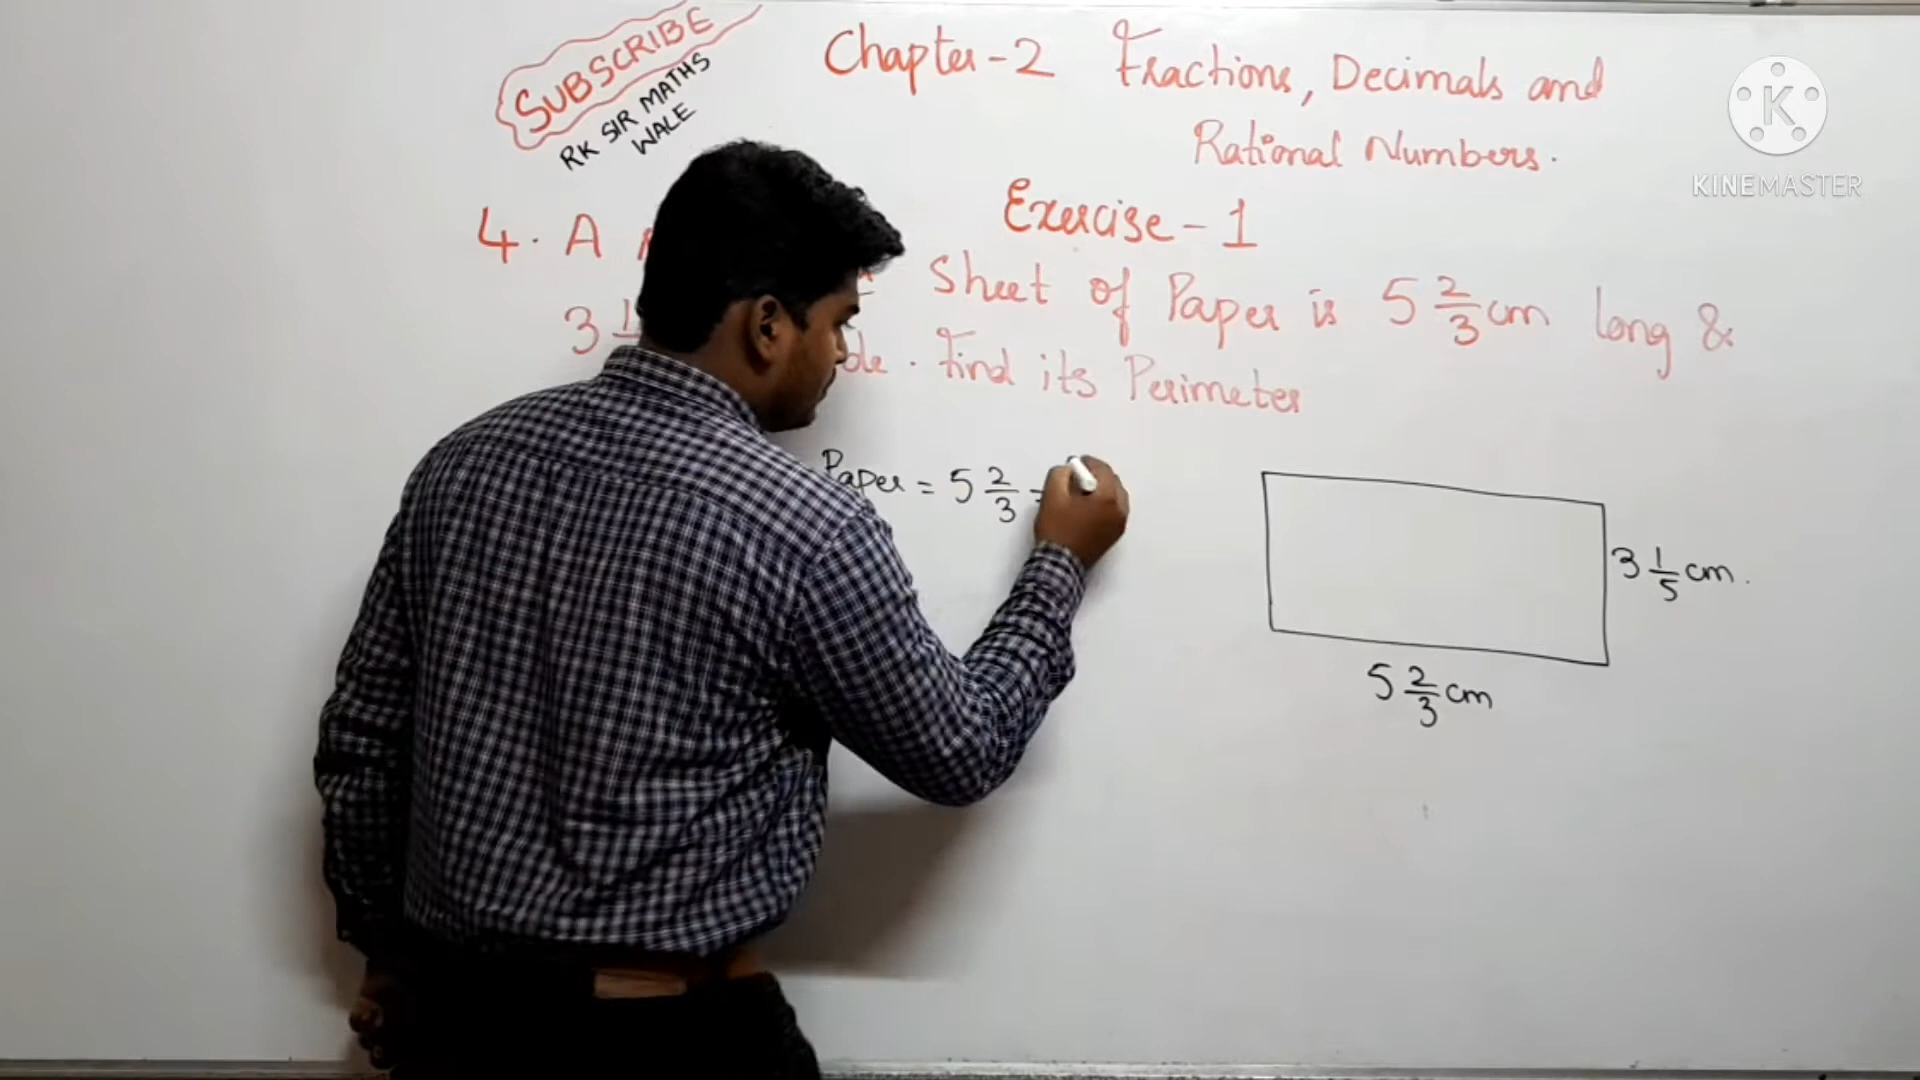 SUBSCRIBE
RK SIR MATHS
WALE
Chapter-2 Fractions, Decimals and
Rational Numbers.
KINEMASTER
Exercise-1
4. A
Sheet of Paper is 5 2/3 cm long &
3 1
Find its Perimeter
Paper = 5 2/3 =
3 1/5 cm.
5 2/3 cm